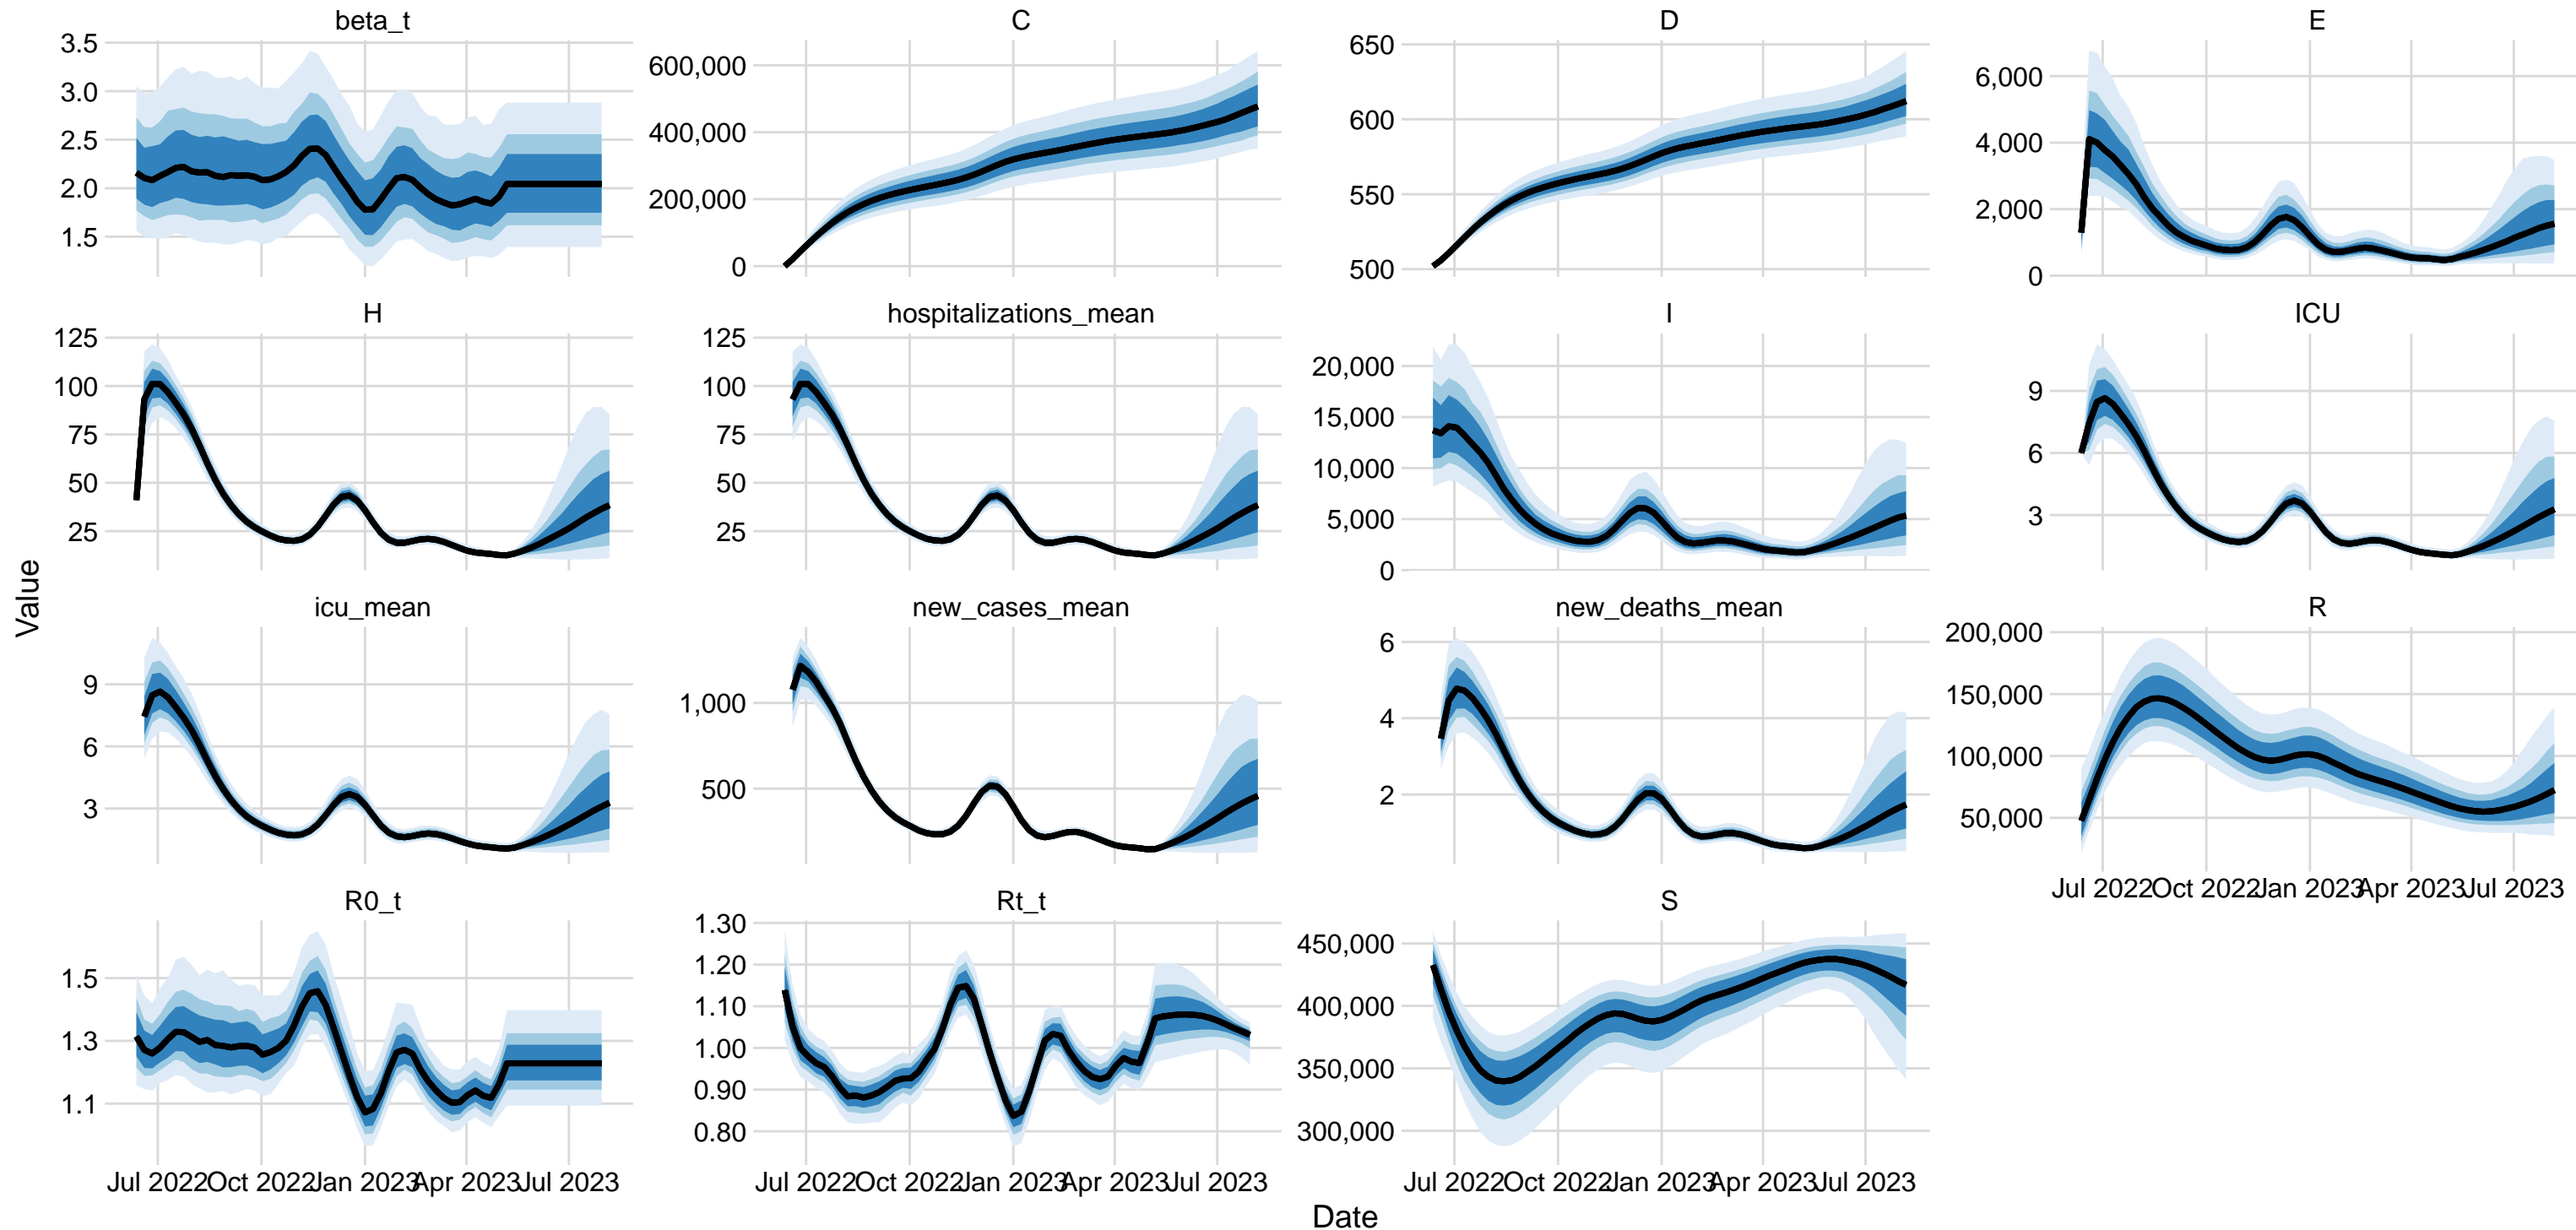 beta_t
C
D
E
3.5
3.0
2.5
2.0
1.5
600,000
400,000
200,000
0
650
600
550
500
6,000
4,000
2,000
0
H
hospitalizations_mean
I
ICU
125
100
75
50
25
125
100
75
50
25
20,000
15,000
10,000
5,000
0
9
6
3
Value
icu_mean
new_cases_mean
new_deaths_mean
R
9
6
3
1,000
500
6
4
2
200,000
150,000
100,000
50,000
Jul 2022 Oct 2022 Jan 2023 Apr 2023 Jul 2023
R0_t
Rt_t
S
1.5
1.3
1.1
1.30
1.20
1.10
1.00
0.90
0.80
450,000
400,000
350,000
300,000
Jul 2022 Oct 2022 Jan 2023 Apr 2023 Jul 2023
Jul 2022 Oct 2022 Jan 2023 Apr 2023 Jul 2023
Jul 2022 Oct 2022 Jan 2023 Apr 2023 Jul 2023
Date